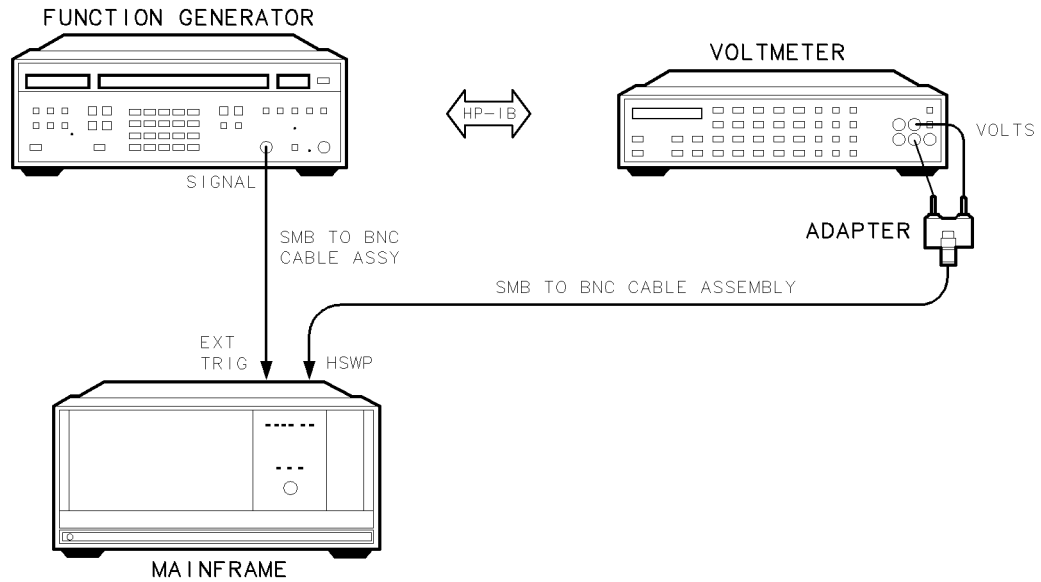 FUNCTION GENERATOR
VOLTMETER
HP-IB
VOLTS
SIGNAL
ADAPTER
SMB TO BNC
CABLE ASSY
SMB TO BNC CABLE ASSEMBLY
EXT
TRIG
HSWP
MAINFRAME